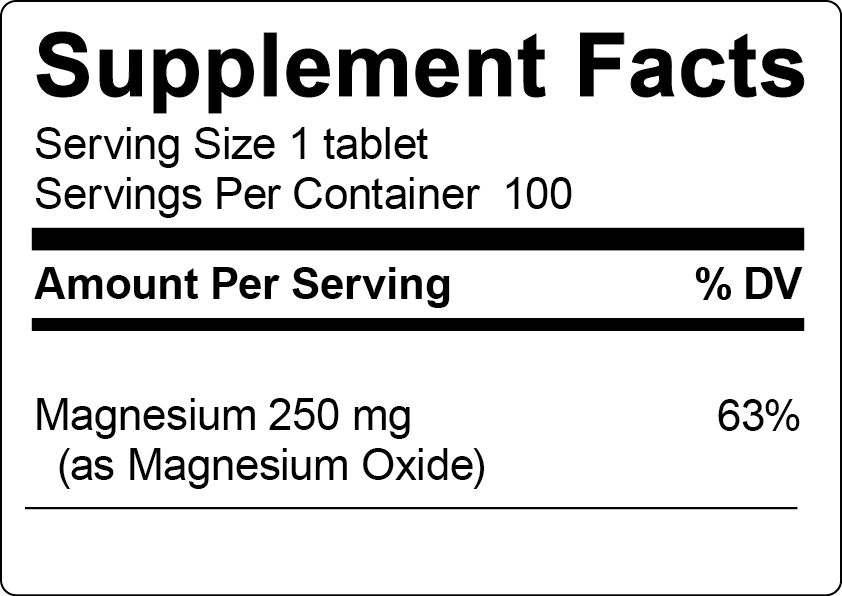 Supplement Facts
Serving Size 1 tablet
Servings Per Container 100
Amount Per Serving % DV
Magnesium 250 mg 63%
(as Magnesium Oxide)